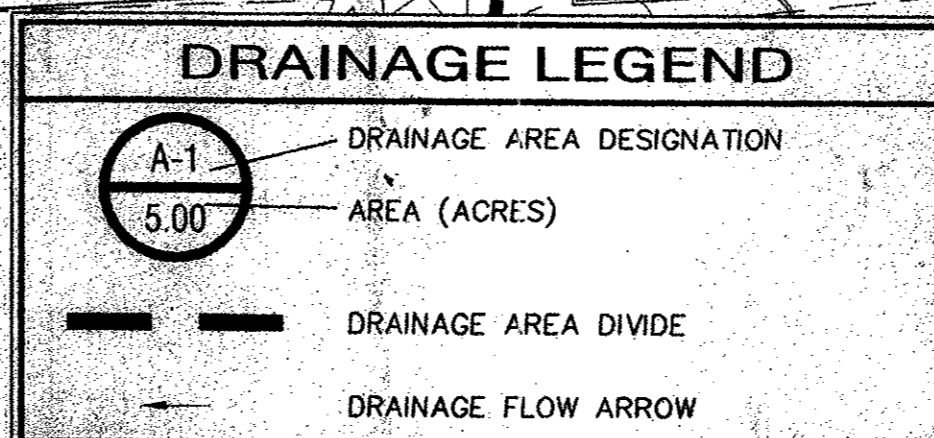 DRAINAGE LEGEND
A-1
DRAINAGE AREA DESIGNATION
5.00
AREA (ACRES)
DRAINAGE AREA DIVIDE
DRAINAGE FLOW ARROW